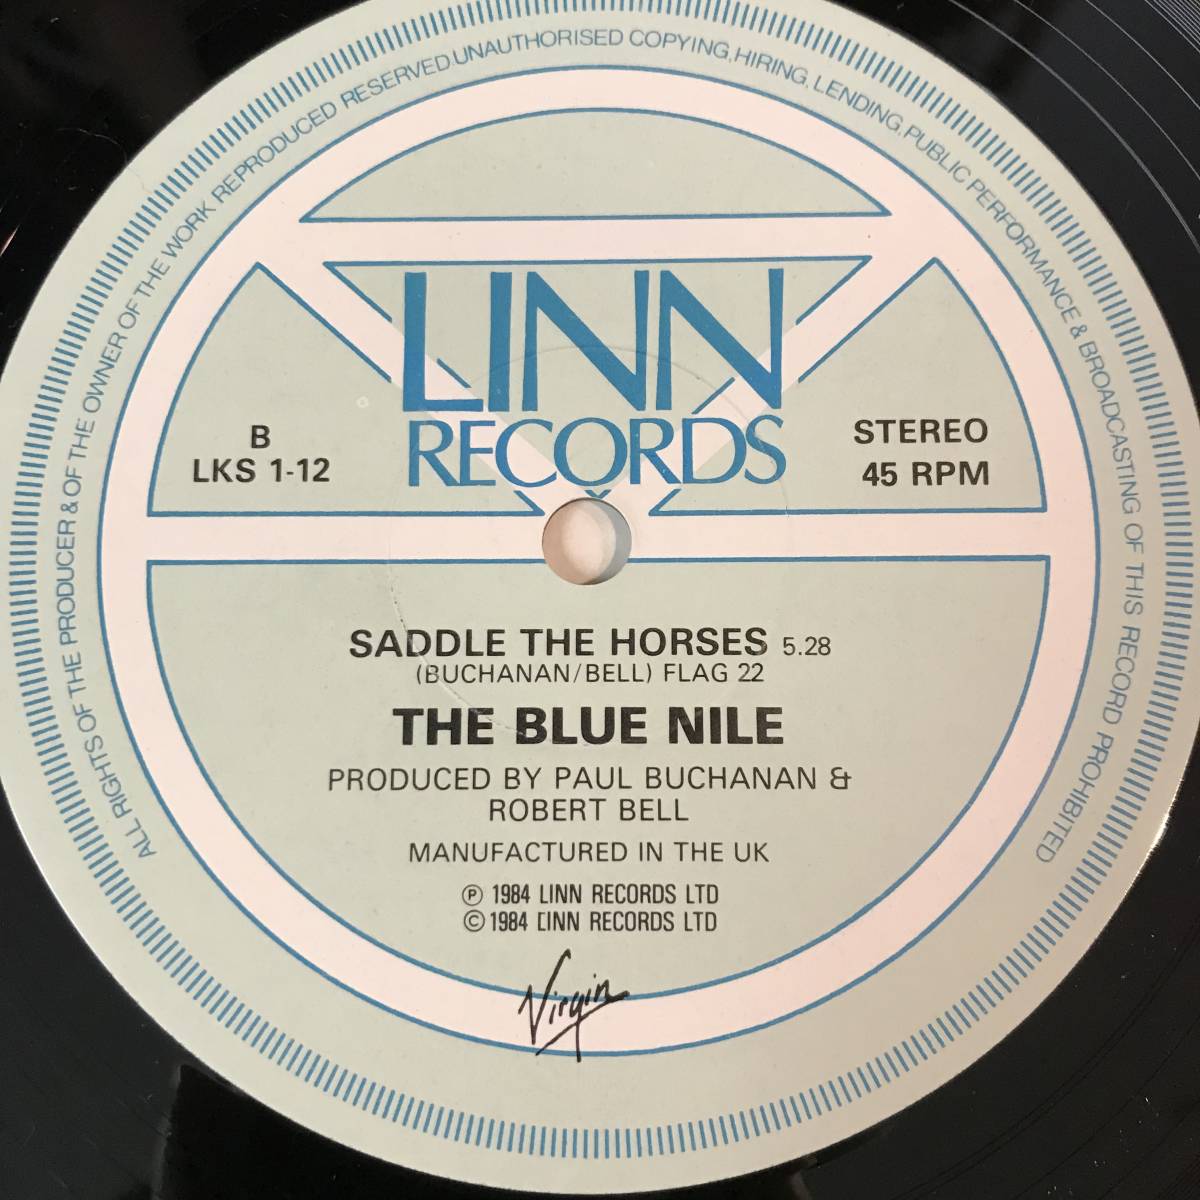 ALL RIGHTS OF THE PRODUCER & OF THE OWNER OF THE WORK REPRODUCED RESERVED UNAUTHORISED COPYING, HIRING, LENDING, PUBLIC PERFORMANCE & BROADCASTING OF THIS RECORD PROHIBITED
LINN
RECORDS
B
LKS 1-12
STEREO
45 RPM
SADDLE THE HORSES 5.28
(BUCHANAN/BELL) FLAG 22
THE BLUE NILE
PRODUCED BY PAUL BUCHANAN &
ROBERT BELL
MANUFACTURED IN THE UK
℗ 1984 LINN RECORDS LTD
© 1984 LINN RECORDS LTD
Virgin